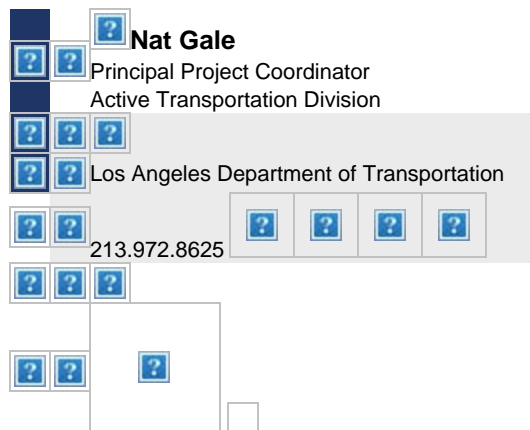 Nat Gale
Principal Project Coordinator
Active Transportation Division
Los Angeles Department of Transportation
213.972.8625